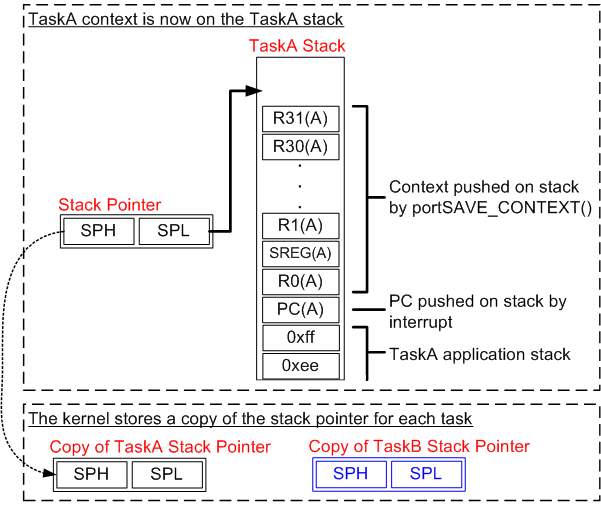 TaskA context is now on the TaskA stack
TaskA Stack
R31(A)
R30(A)
.
.
.
R1(A)
SREG(A)
R0(A)
PC(A)
0xff
0xee
Context pushed on stack
by portSAVE_CONTEXT()
PC pushed on stack by
interrupt
TaskA application stack
Stack Pointer
SPH SPL
The kernel stores a copy of the stack pointer for each task
Copy of TaskA Stack Pointer
SPH SPL
Copy of TaskB Stack Pointer
SPH SPL